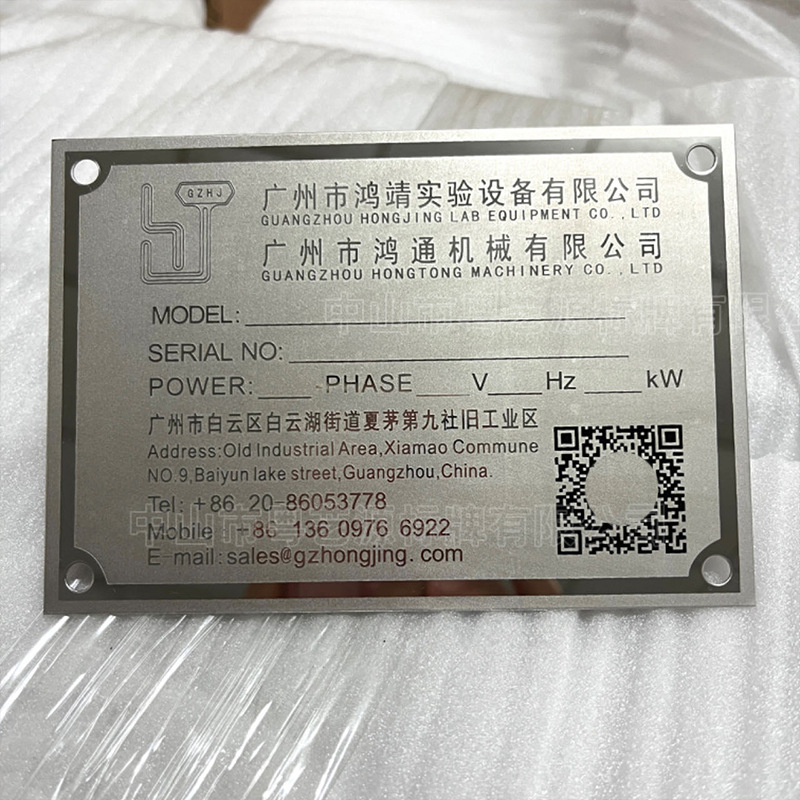 GZHJ
广州市鸿靖实验设备有限公司
GUANGZHOU HONGJING LAB EQUIPMENT CO.,LTD
广州市鸿通机械有限公司
GUANGZHOU HONGTONG MACHINERY CO.,LTD
MODEL:
SERIAL NO:
POWER: PHASE V Hz kW
广州市白云区白云湖街道夏茅第九社旧工业区
Address:Old Industrial Area,Xiamao Commune
NO.9,Baiyun lake street,Guangzhou,China.
Tel: +86 20-86053778
Mobile +86 136 0976 6922
E-mail:sales@gzhongjing.com